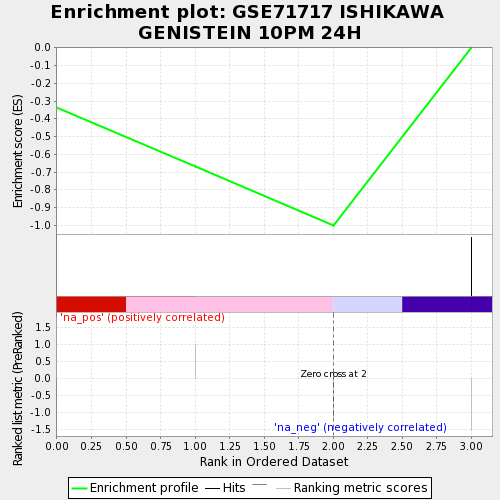 Enrichment plot: GSE71717 ISHIKAWA
GENISTEIN 10PM 24H
Enrichment score (ES)
0.0
-0.1
-0.2
-0.3
-0.4
-0.5
-0.6
-0.7
-0.8
-0.9
-1.0
'na_pos' (positively correlated)
Ranked list metric (PreRanked)
1.5
1.0
0.5
0.0
-0.5
-1.0
-1.5
Zero cross at 2
'na_neg' (negatively correlated)
0.00 0.25 0.50 0.75 1.00 1.25 1.50 1.75 2.00 2.25 2.50 2.75 3.00
Rank in Ordered Dataset
Enrichment profile Hits Ranking metric scores